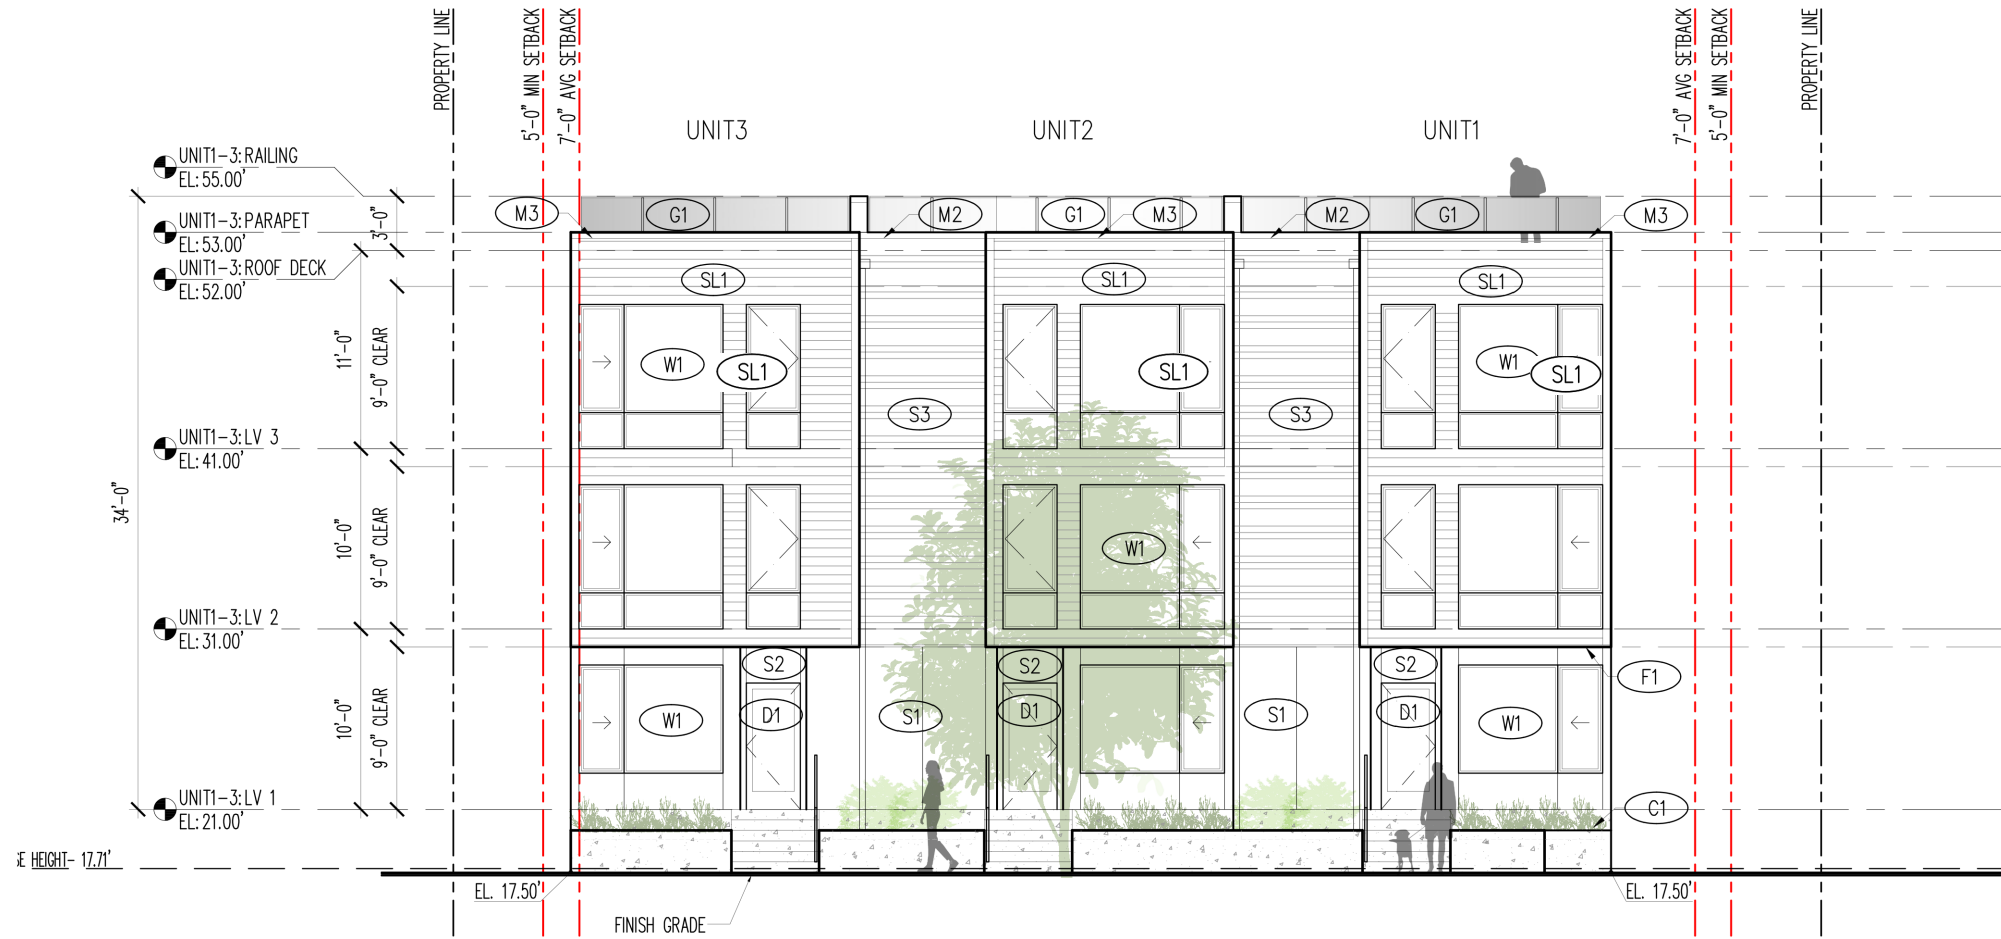 PROPERTY LINE
5'-0" MIN SETBACK
7'-0" AVG SETBACK
7'-0" AVG SETBACK
5'-0" MIN SETBACK
PROPERTY LINE
UNIT3
UNIT2
UNIT1
UNIT1-3: RAILING
EL: 55.00'
UNIT1-3: PARAPET
EL: 53.00'
UNIT1-3: ROOF DECK
EL: 52.00'
3'-0"
M3
G1
M2
G1
M3
M2
G1
M3
SL1
SL1
SL1
11'-0"
9'-0" CLEAR
W1
SL1
SL1
W1
SL1
S3
S3
UNIT1-3: LV 3
EL: 41.00'
34'-0"
10'-0"
9'-0" CLEAR
W1
UNIT1-3: LV 2
EL: 31.00'
S2
S2
S2
F1
10'-0"
9'-0" CLEAR
W1
D1
S1
D1
S1
D1
W1
UNIT1-3: LV 1
EL: 21.00'
C1
E HEIGHT- 17.71'
EL. 17.50'
EL. 17.50'
FINISH GRADE